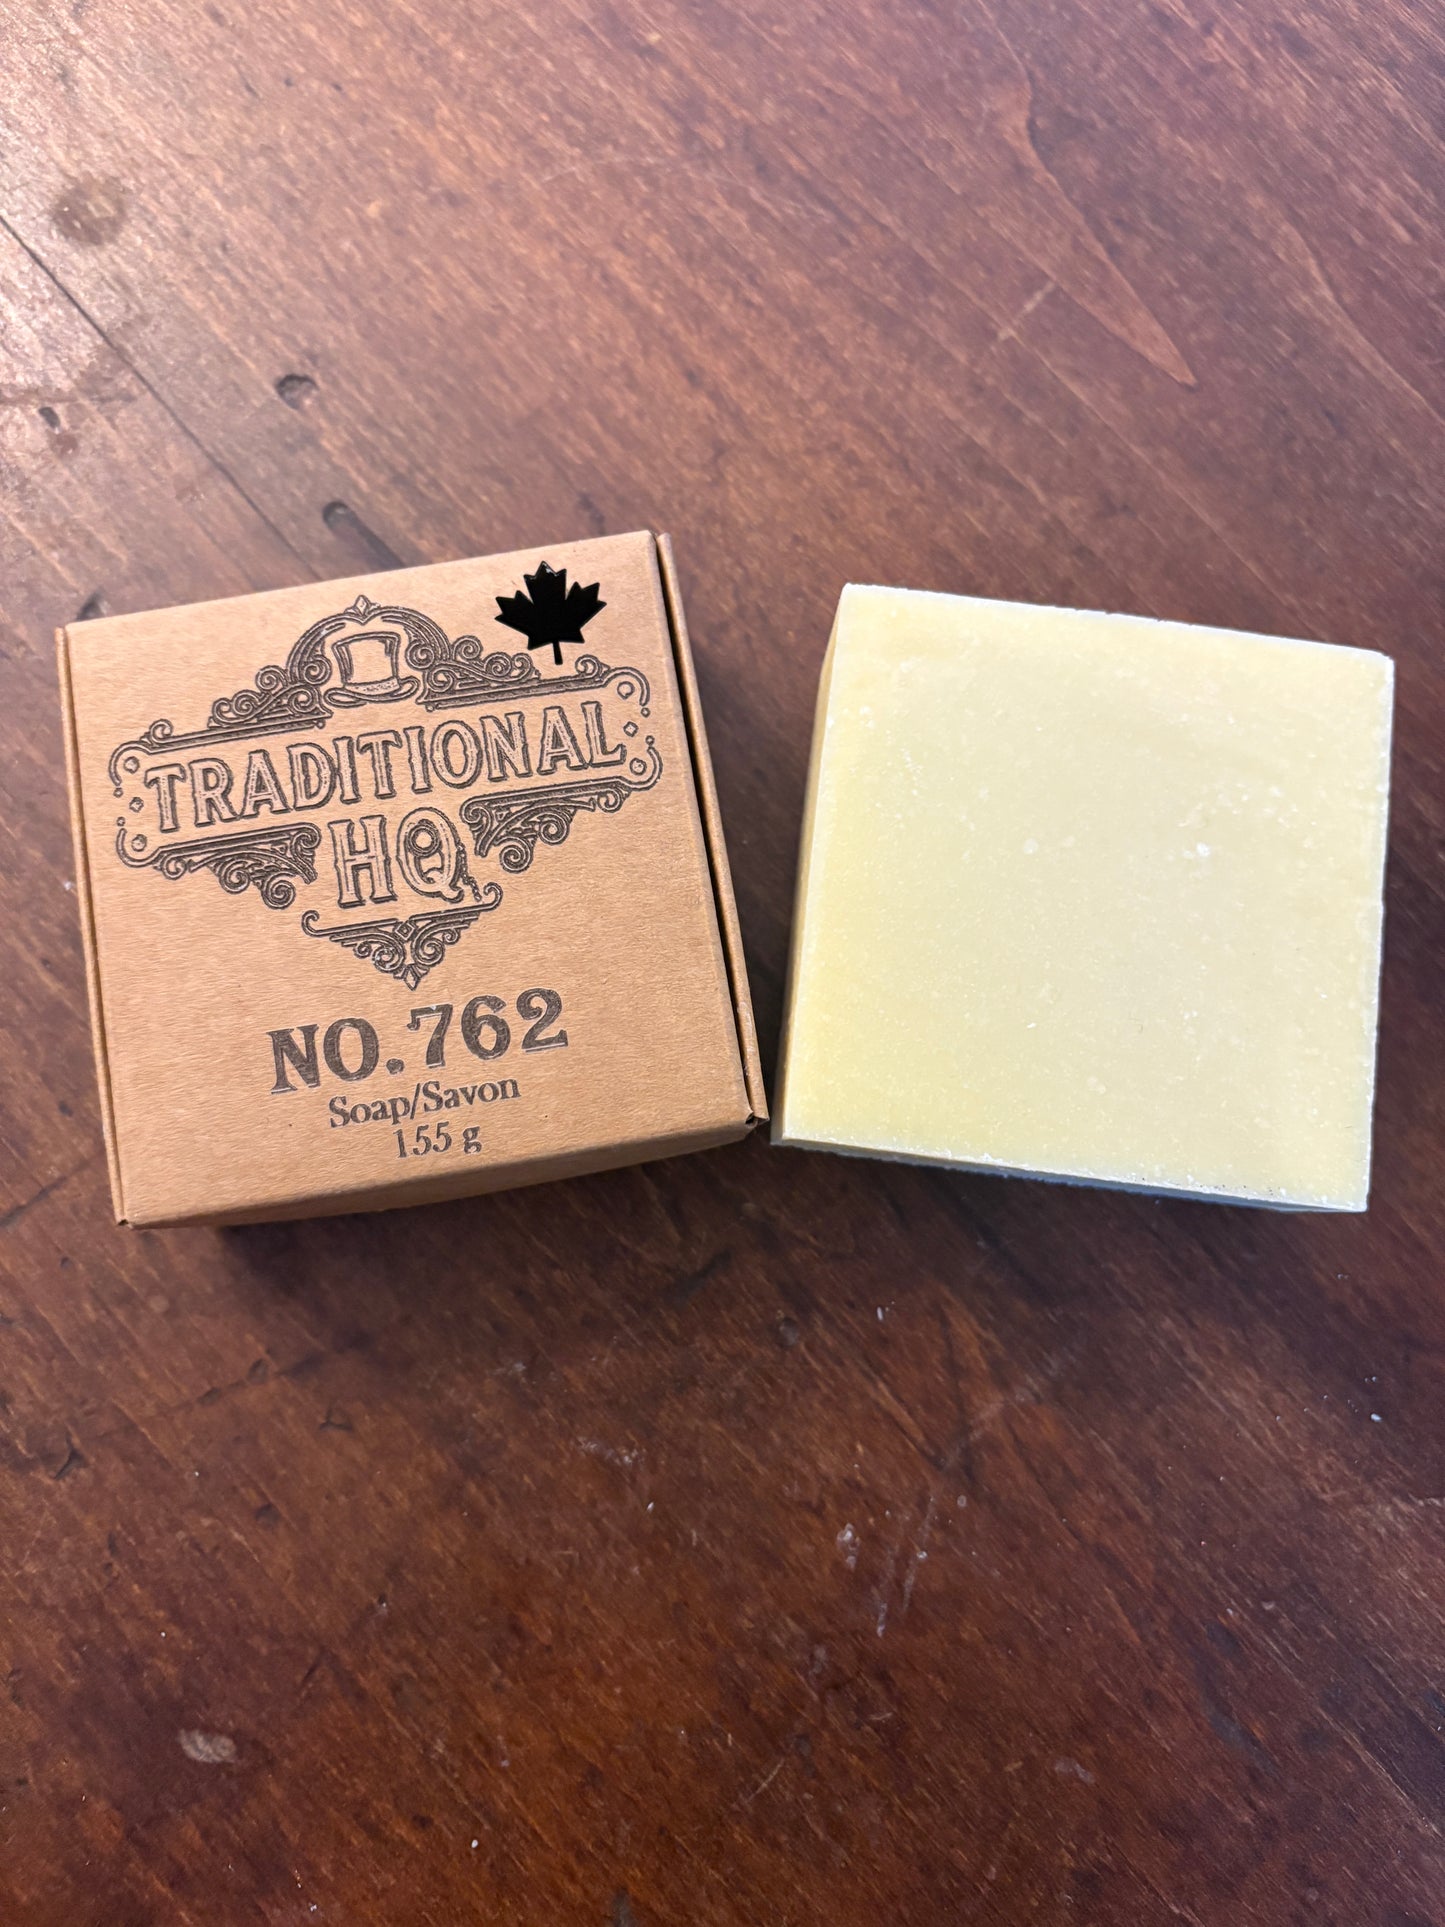 TRADITIONAL
HQ
NO.762
Soap/Savon
155 g